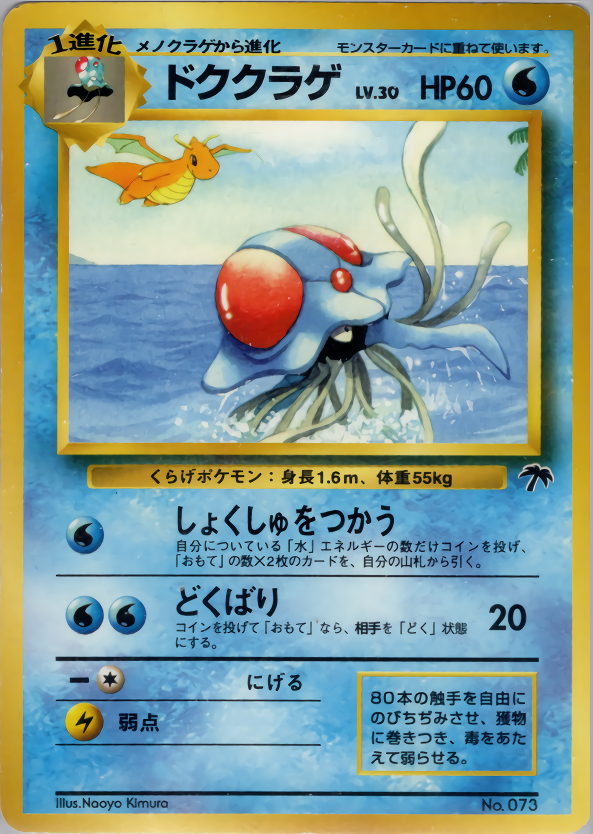 1進化 メノクラゲから進化 モンスターカードに重ねて使います。
ドククラゲ LV.30 HP60
くらげポケモン：身長1.6m、体重55kg
しょくしゅをつかう
自分についている「水」エネルギーの数だけコインを投げ、
「おもて」の数×2枚のカードを、自分の山札から引く。
どくばり 20
コインを投げて「おもて」なら、相手を「どく」状態
にする。
にげる
弱点
80本の触手を自由に
のびちぢみさせ、獲物
に巻きつき、毒をあた
えて弱らせる。
Illus.Naoyo Kimura No. 073